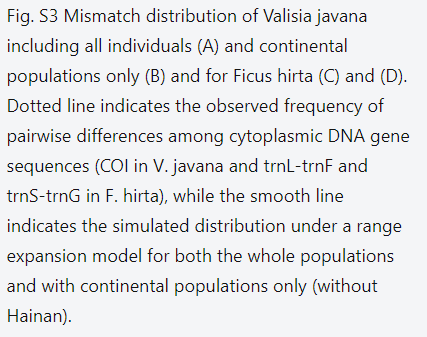 Fig. S3 Mismatch distribution of Valisia javana
including all individuals (A) and continental
populations only (B) and for Ficus hirta (C) and (D).
Dotted line indicates the observed frequency of
pairwise differences among cytoplasmic DNA gene
sequences (COI in V. javana and trnL-trnF and
trnS-trnG in F. hirta), while the smooth line
indicates the simulated distribution under a range
expansion model for both the whole populations
and with continental populations only (without
Hainan).